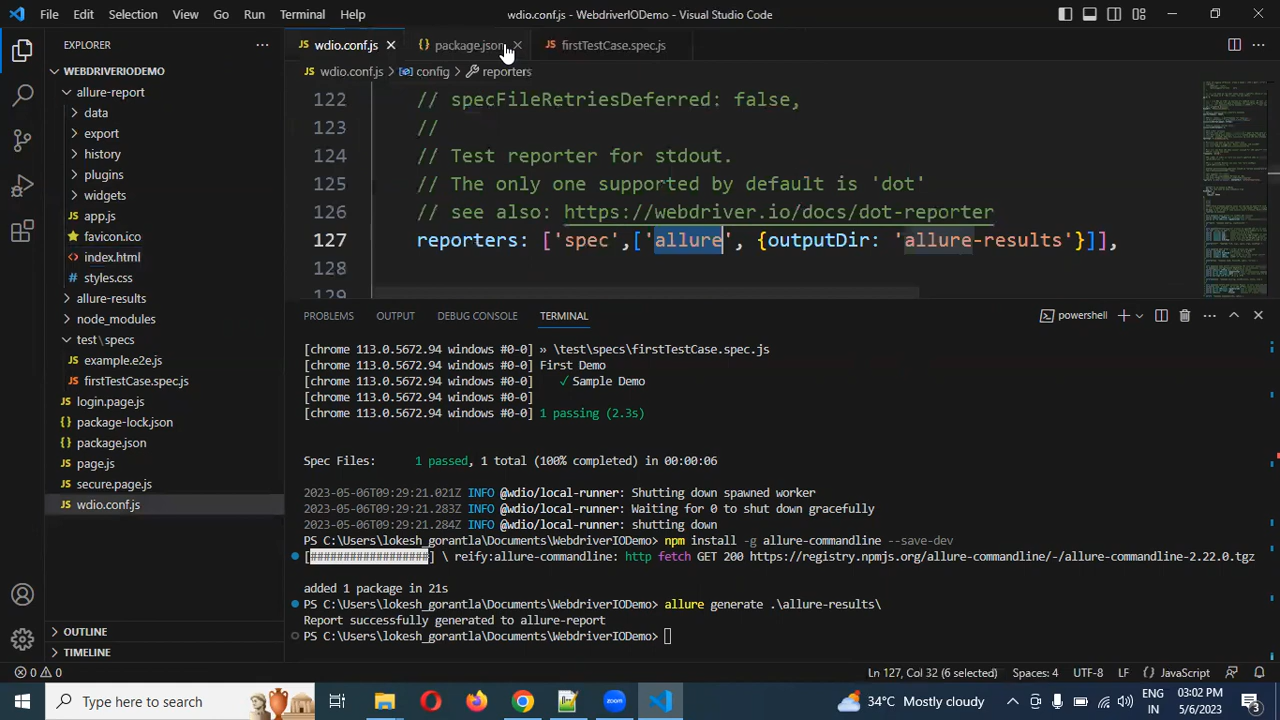 File Edit Selection View Go Run Terminal Help wdio.conf.js - WebdriverIODemo - Visual Studio Code
EXPLORER
JS wdio.conf.js {} package.json JS firstTestCase.spec.js
WEBDRIVERIODEMO
JS wdio.conf.js > config > reporters
allure-report
data
export
history
plugins
widgets
JS app.js
favicon.ico
index.html
styles.css
allure-results
node_modules
test\specs
JS example.e2e.js
JS firstTestCase.spec.js
JS login.page.js
{} package-lock.json
{} package.json
JS page.js
JS secure.page.js
JS wdio.conf.js
OUTLINE
TIMELINE
122 // specFileRetriesDeferred: false,
123 //
124 // Test reporter for stdout.
125 // The only one supported by default is 'dot'
126 // see also: https://webdriver.io/docs/dot-reporter
127 reporters: ['spec',['allure', {outputDir: 'allure-results'}]],
128
129
PROBLEMS OUTPUT DEBUG CONSOLE TERMINAL powershell
[chrome 113.0.5672.94 windows #0-0] » \test\specs\firstTestCase.spec.js
[chrome 113.0.5672.94 windows #0-0] First Demo
[chrome 113.0.5672.94 windows #0-0] ✓ Sample Demo
[chrome 113.0.5672.94 windows #0-0]
[chrome 113.0.5672.94 windows #0-0] 1 passing (2.3s)
Spec Files: 1 passed, 1 total (100% completed) in 00:00:06
2023-05-06T09:29:21.021Z INFO @wdio/local-runner: Shutting down spawned worker
2023-05-06T09:29:21.283Z INFO @wdio/local-runner: Waiting for 0 to shut down gracefully
2023-05-06T09:29:21.284Z INFO @wdio/local-runner: shutting down
PS C:\Users\lokesh_gorantla\Documents\WebdriverIODemo> npm install -g allure-commandline --save-dev
[##################] \ reify:allure-commandline: http fetch GET 200 https://registry.npmjs.org/allure-commandline/-/allure-commandline-2.22.0.tgz
added 1 package in 21s
PS C:\Users\lokesh_gorantla\Documents\WebdriverIODemo> allure generate .\allure-results\
Report successfully generated to allure-report
PS C:\Users\lokesh_gorantla\Documents\WebdriverIODemo>
0 0 Ln 127, Col 32 (6 selected) Spaces: 4 UTF-8 LF {} JavaScript
Type here to search 34°C Mostly cloudy ENG IN 03:02 PM 5/6/2023 3